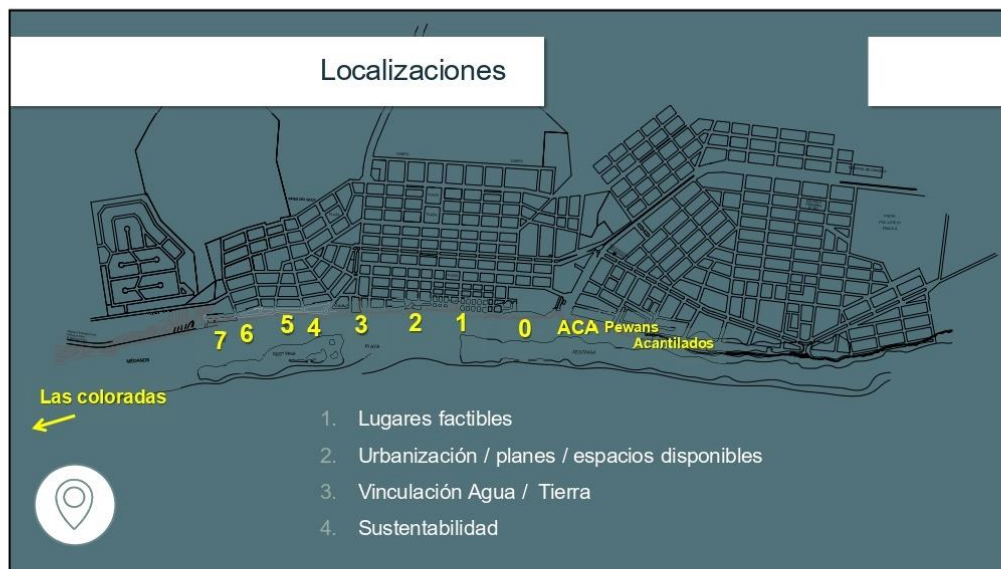 Localizaciones
7 6 5 4 3 2 1 0 ACA Pewans
Acantilados
MEDANOS
Las coloradas
1. Lugares factibles
2. Urbanización / planes / espacios disponibles
3. Vinculación Agua / Tierra
4. Sustentabilidad